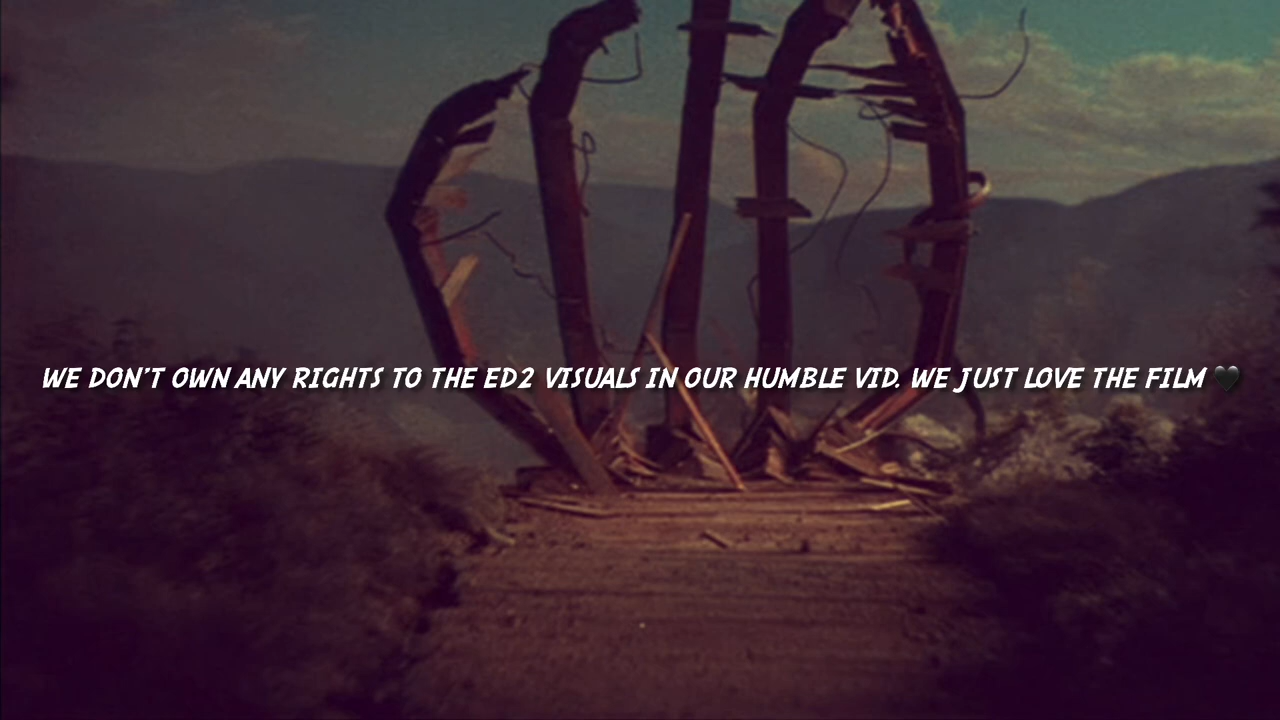 WE DON'T OWN ANY RIGHTS TO THE ED2 VISUALS IN OUR HUMBLE VID. WE JUST LOVE THE FILM 🖤